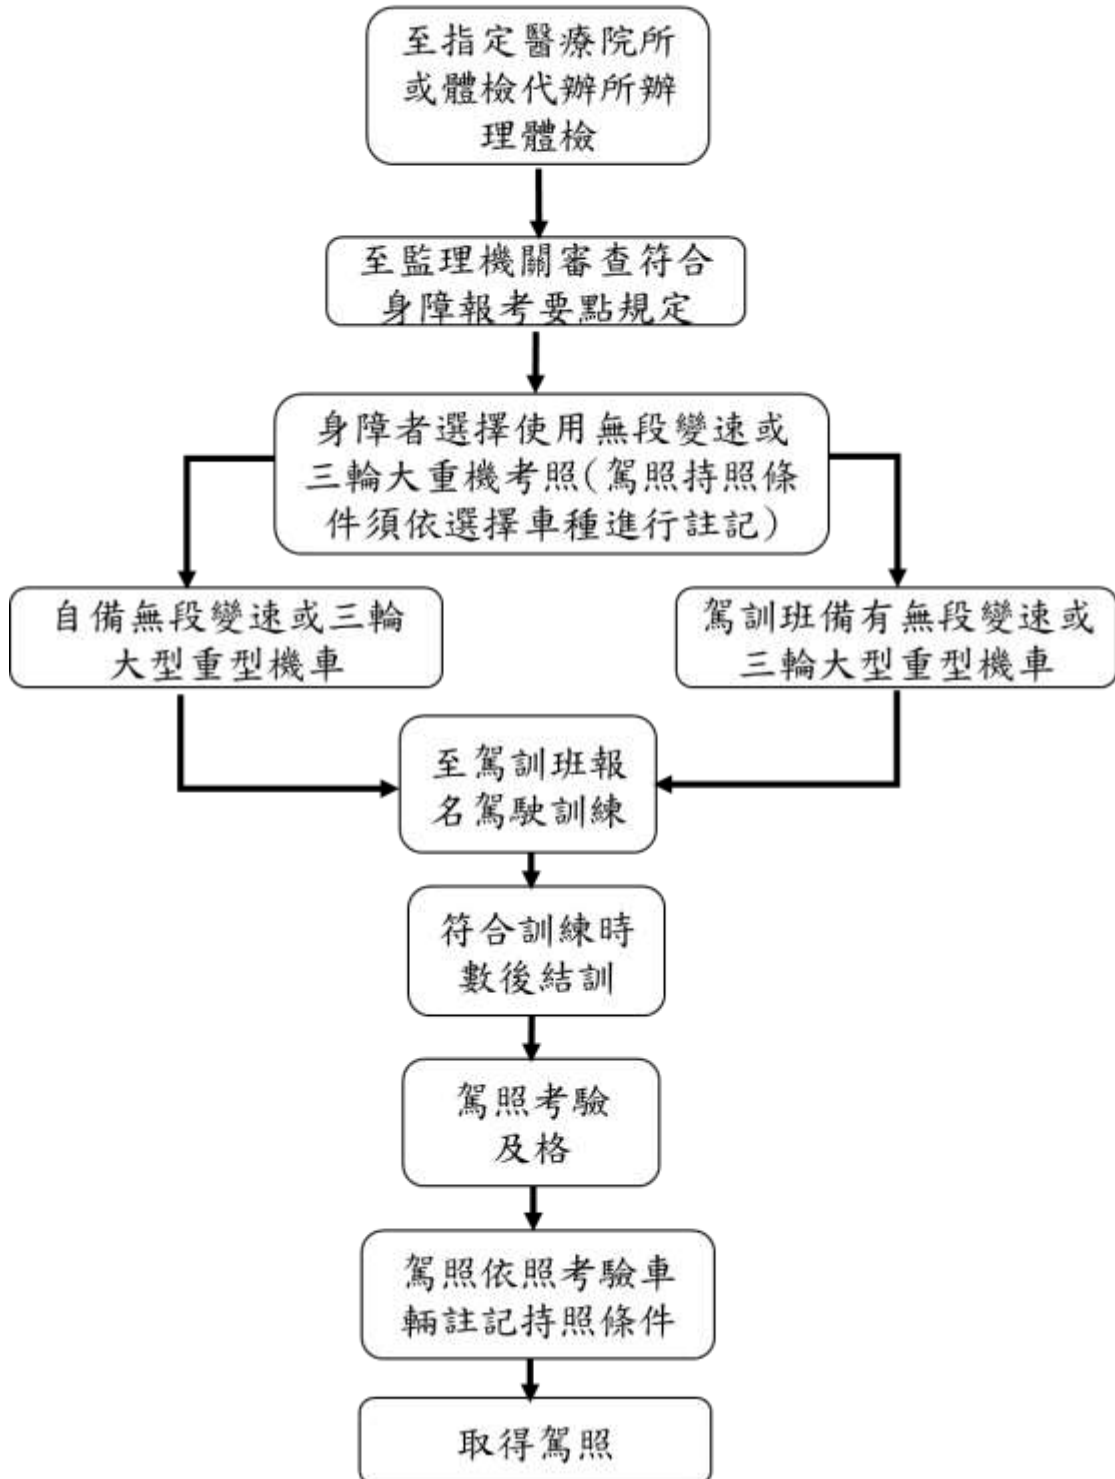 至指定醫療院所
或體檢代辦所辦
理體檢
至監理機關審查符合
身障報考要點規定
身障者選擇使用無段變速或
三輪大重機考照(駕照持照條
件須依選擇車種進行註記)
自備無段變速或三輪
大型重型機車
駕訓班備有無段變速或
三輪大型重型機車
至駕訓班報
名駕駛訓練
符合訓練時
數後結訓
駕照考驗
及格
駕照依照考驗車
輛註記持照條件
取得駕照